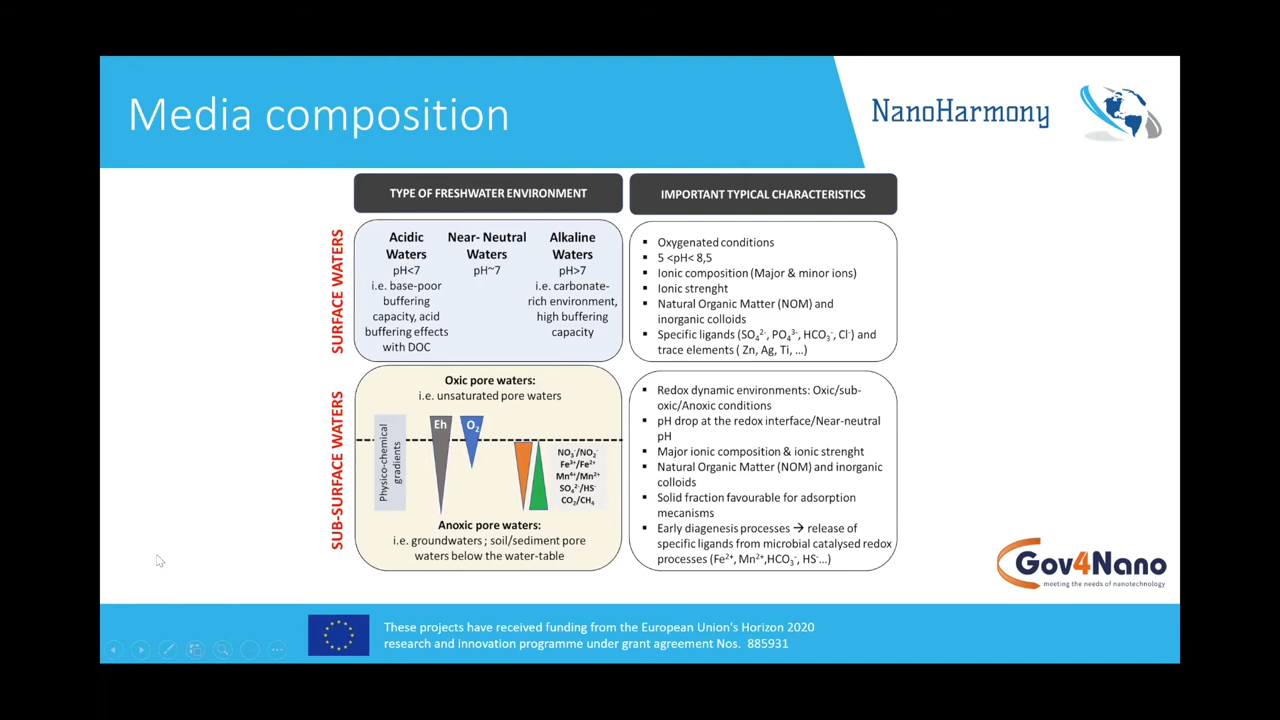 Media composition
NanoHarmony
TYPE OF FRESHWATER ENVIRONMENT
IMPORTANT TYPICAL CHARACTERISTICS
SURFACE WATERS
Acidic
Waters
pH<7
i.e. base-poor
buffering
capacity, acid
buffering effects
with DOC
Near- Neutral
Waters
pH~7
Alkaline
Waters
pH>7
i.e. carbonate-
rich environment,
high buffering
capacity
▪ Oxygenated conditions
▪ 5 <pH< 8,5
▪ Ionic composition (Major & minor ions)
▪ Ionic strenght
▪ Natural Organic Matter (NOM) and
inorganic colloids
▪ Specific ligands (SO₄²⁻, PO₄³⁻, HCO₃⁻, Cl⁻) and
trace elements ( Zn, Ag, Ti, …)
SUB-SURFACE WATERS
Oxic pore waters:
i.e. unsaturated pore waters
Physico-chemical
gradients
Eh
O₂
NO₃⁻/NO₂⁻
Fe³⁺/Fe²⁺
Mn⁴⁺/Mn²⁺
SO₄²⁻/HS⁻
CO₂/CH₄
Anoxic pore waters:
i.e. groundwaters ; soil/sediment pore
waters below the water-table
▪ Redox dynamic environments: Oxic/sub-
oxic/Anoxic conditions
▪ pH drop at the redox interface/Near-neutral
pH
▪ Major ionic composition & ionic strenght
▪ Natural Organic Matter (NOM) and inorganic
colloids
▪ Solid fraction favourable for adsorption
mecanisms
▪ Early diagenesis processes → release of
specific ligands from microbial catalysed redox
processes (Fe²⁺, Mn²⁺,HCO₃⁻, HS⁻…)
Gov4Nano
meeting the needs of nanotechnology
These projects have received funding from the European Union's Horizon 2020
research and innovation programme under grant agreement Nos. 885931